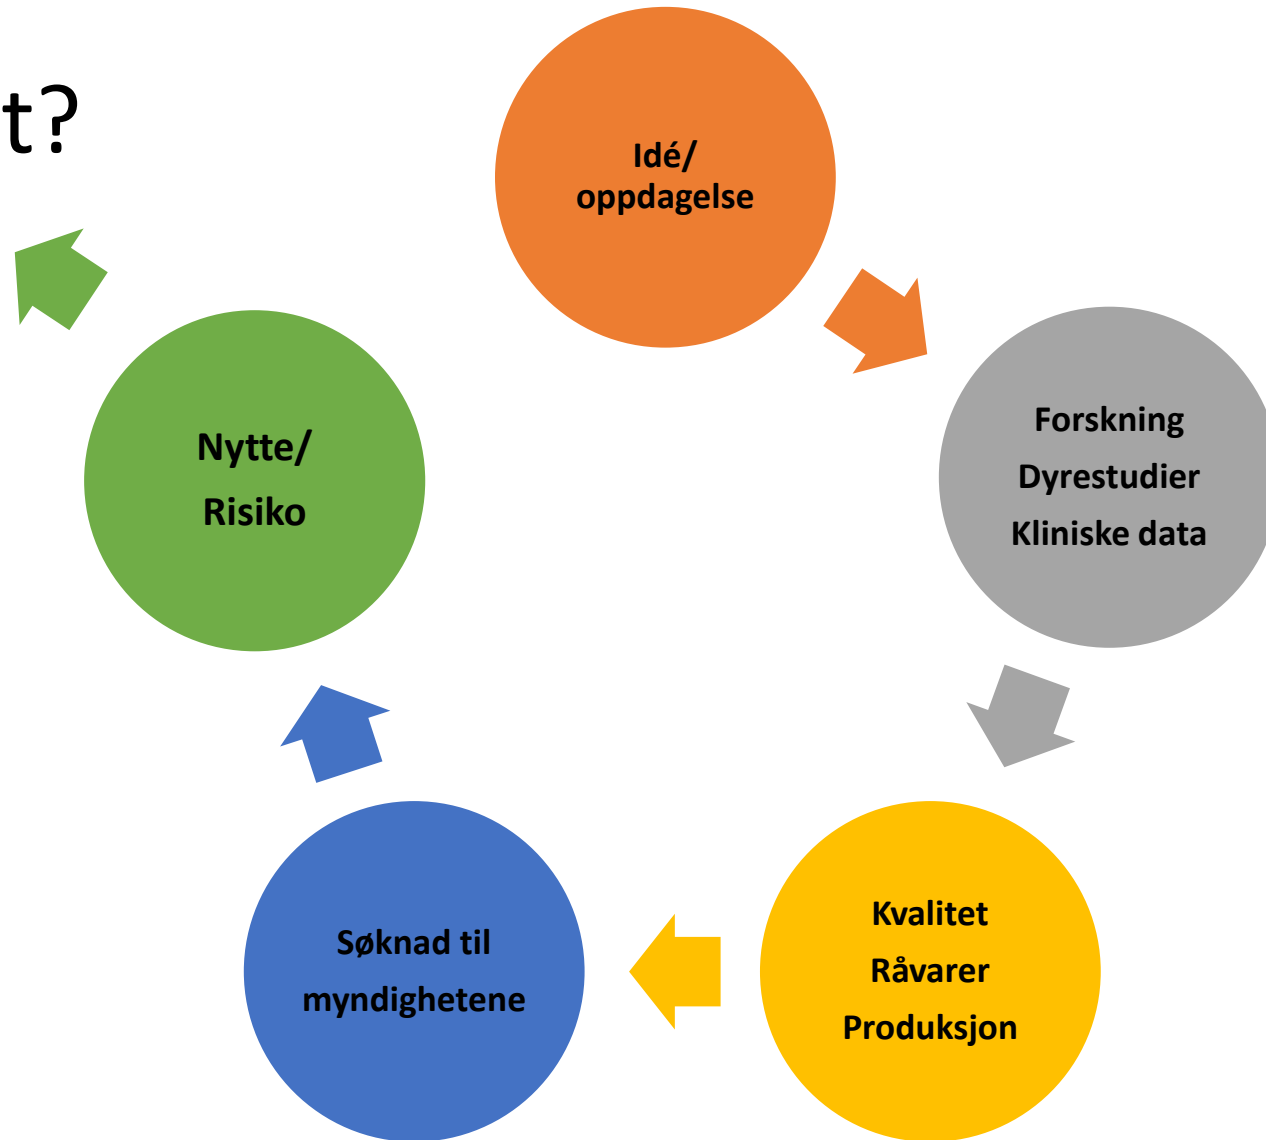 t?
Idé/
oppdagelse
Forskning
Dyrestudier
Kliniske data
Kvalitet
Råvarer
Produksjon
Søknad til
myndighetene
Nytte/
Risiko